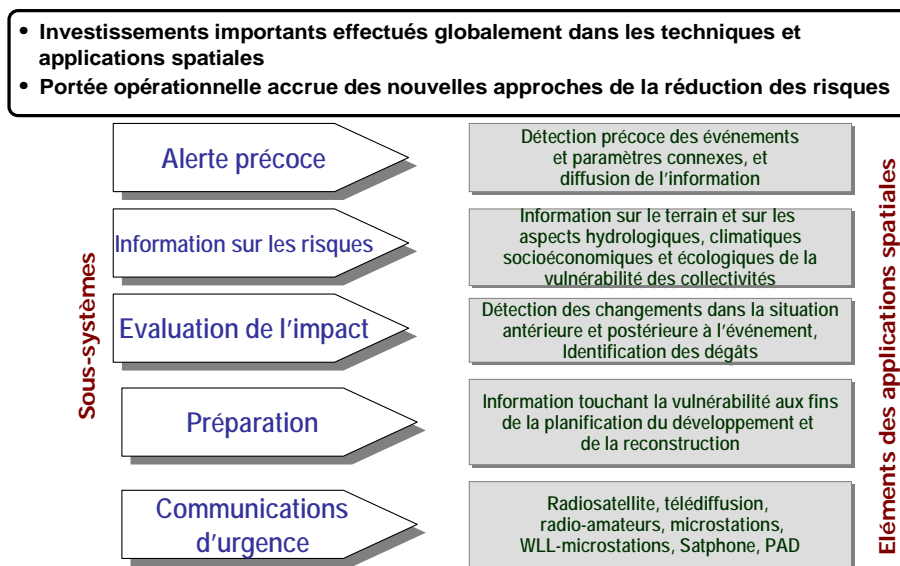 • Investissements importants effectués globalement dans les techniques et
applications spatiales
• Portée opérationnelle accrue des nouvelles approches de la réduction des risques
Sous-systèmes
Alerte précoce
Détection précoce des événements
et paramètres connexes, et
diffusion de l'information
Information sur les risques
Information sur le terrain et sur les
aspects hydrologiques, climatiques
socioéconomiques et écologiques de la
vulnérabilité des collectivités
Evaluation de l'impact
Détection des changements dans la situation
antérieure et postérieure à l'événement,
Identification des dégâts
Préparation
Information touchant la vulnérabilité aux fins
de la planification du développement et
de la reconstruction
Communications
d'urgence
Radiosatellite, télédiffusion,
radio-amateurs, microstations,
WLL-microstations, Satphone, PAD
Eléments des applications spatiales